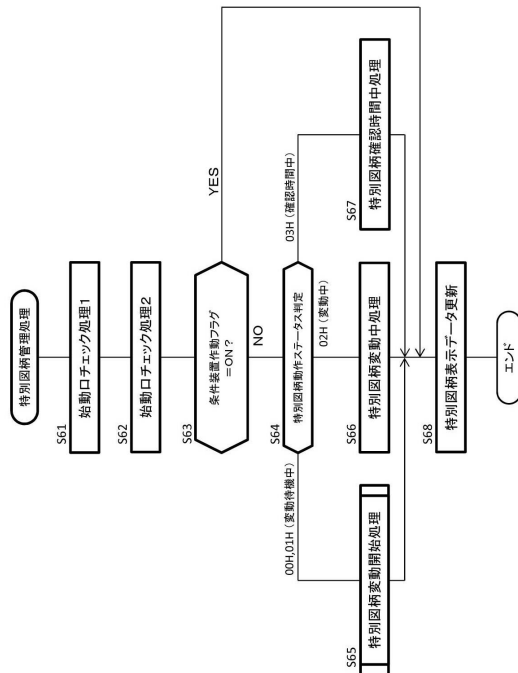 特別図柄管理処理
S61
始動口チェック処理1
S62
始動口チェック処理2
S63
条件装置作動フラグ
=ON?
YES
NO
S64
特別図柄動作ステータス判定
00H,01H(変動待機中)
02H(変動中)
03H(確認時間中)
S65
特別図柄変動開始処理
S66
特別図柄変動中処理
S67
特別図柄確認時間中処理
S68
特別図柄表示データ更新
エンド